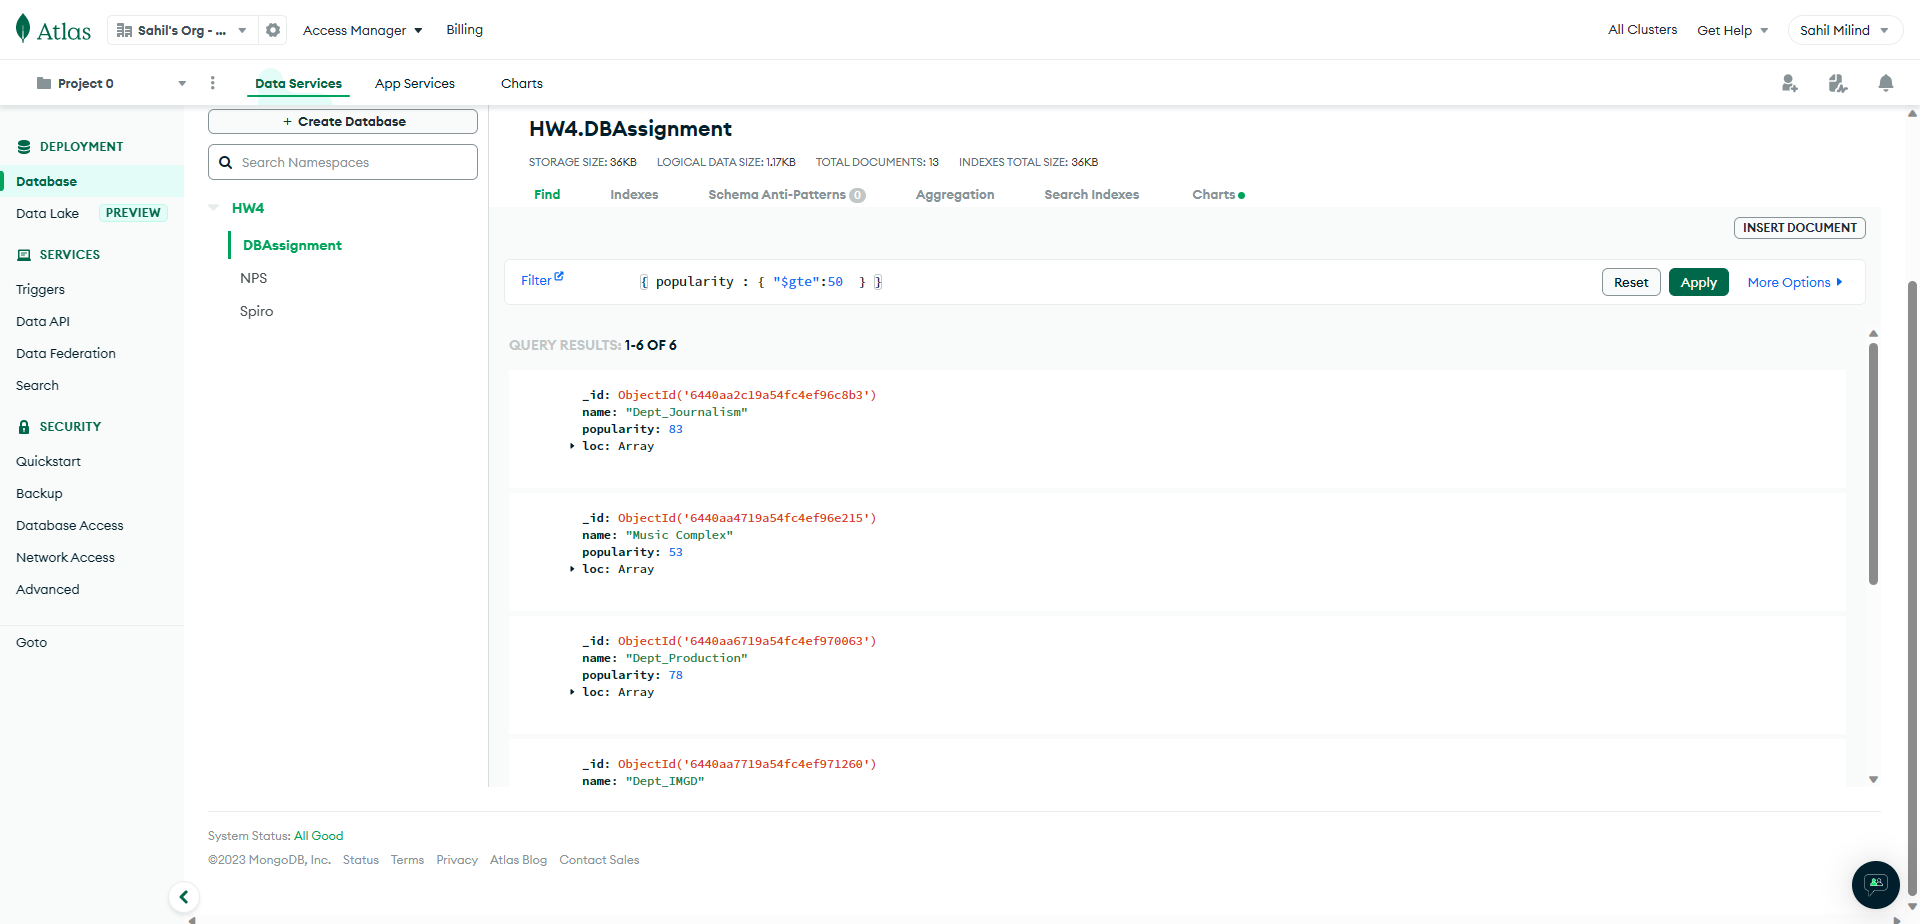 Atlas
Sahil's Org - ...
Access Manager
Billing
All Clusters
Get Help
Sahil Milind
Project 0
Data Services
App Services
Charts
DEPLOYMENT
Database
Data Lake PREVIEW
SERVICES
Triggers
Data API
Data Federation
Search
SECURITY
Quickstart
Backup
Database Access
Network Access
Advanced
Goto
+ Create Database
Search Namespaces
HW4
DBAssignment
NPS
Spiro
HW4.DBAssignment
STORAGE SIZE: 36KB LOGICAL DATA SIZE: 1.17KB TOTAL DOCUMENTS: 13 INDEXES TOTAL SIZE: 36KB
Find Indexes Schema Anti-Patterns 0 Aggregation Search Indexes Charts
INSERT DOCUMENT
Filter { popularity : { "$gte":50 } } Reset Apply More Options
QUERY RESULTS: 1-6 OF 6
_id: ObjectId('6440aa2c19a54fc4ef96c8b3')
name: "Dept_Journalism"
popularity: 83
loc: Array
_id: ObjectId('6440aa4719a54fc4ef96e215')
name: "Music Complex"
popularity: 53
loc: Array
_id: ObjectId('6440aa6719a54fc4ef970063')
name: "Dept_Production"
popularity: 78
loc: Array
_id: ObjectId('6440aa7719a54fc4ef971260')
name: "Dept_IMGD"
System Status: All Good
©2023 MongoDB, Inc. Status Terms Privacy Atlas Blog Contact Sales